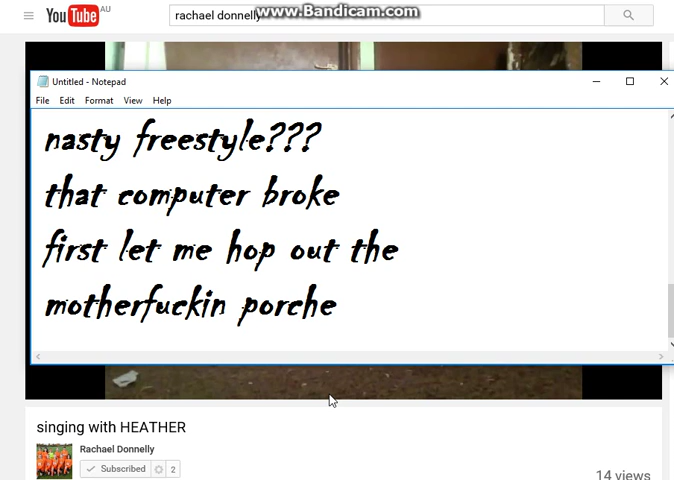 YouTube AU
rachael donnelly
www.Bandicam.com
Untitled - Notepad
File Edit Format View Help
nasty freestyle???
that computer broke
first let me hop out the
motherfuckin porche
singing with HEATHER
Rachael Donnelly
Subscribed 2
14 views